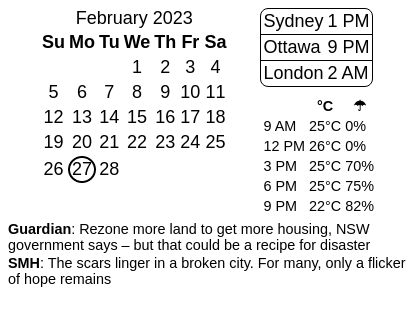 February 2023
Su Mo Tu We Th Fr Sa
1 2 3 4
5 6 7 8 9 10 11
12 13 14 15 16 17 18
19 20 21 22 23 24 25
26 27 28
Sydney 1 PM
Ottawa 9 PM
London 2 AM
°C ☂
9 AM 25°C 0%
12 PM 26°C 0%
3 PM 25°C 70%
6 PM 25°C 75%
9 PM 22°C 82%
Guardian: Rezone more land to get more housing, NSW
government says – but that could be a recipe for disaster
SMH: The scars linger in a broken city. For many, only a flicker
of hope remains